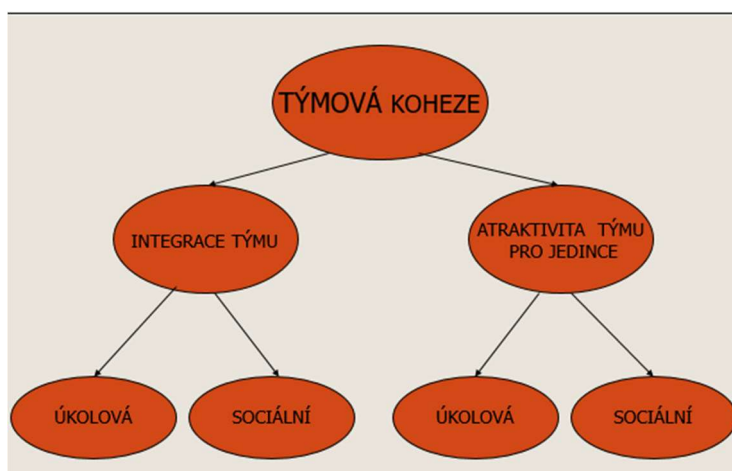 TÝMOVÁ KOHEZE
INTEGRACE TÝMU
ATRAKTIVITA TÝMU
PRO JEDINCE
ÚKOLOVÁ
SOCIÁLNÍ
ÚKOLOVÁ
SOCIÁLNÍ